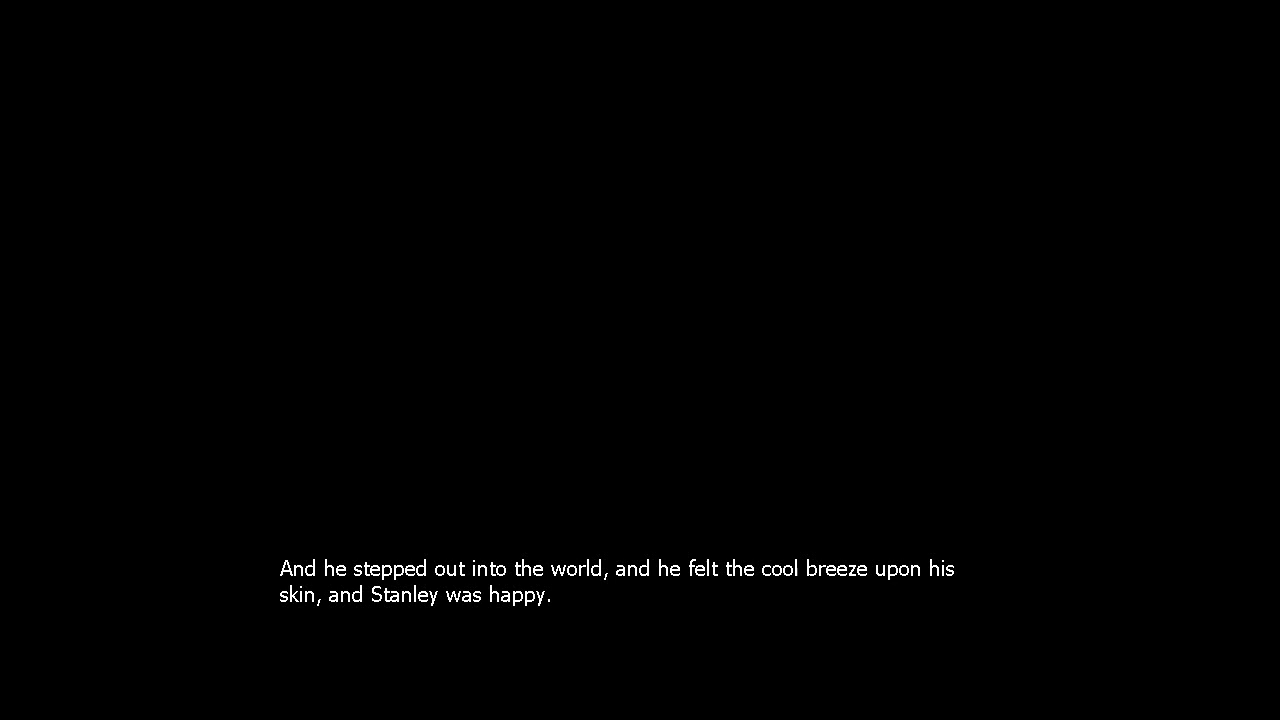 And he stepped out into the world, and he felt the cool breeze upon his
skin, and Stanley was happy.